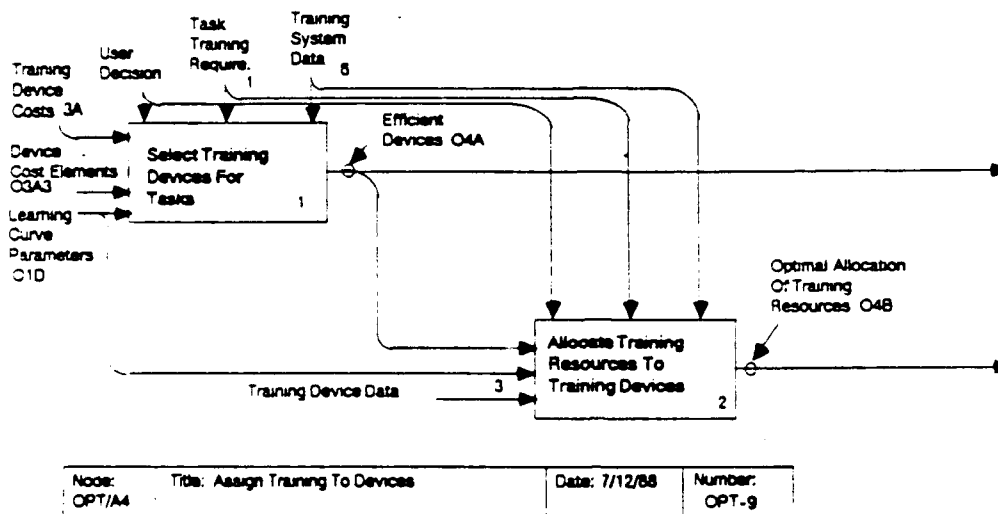 Training
System
Data 5
Task
Training
Require.
1
User
Decision
Training
Device
Costs 3A
Device
Cost Elements
O3A3
Learning
Curve
Parameters
O1D
Select Training
Devices For
Tasks
1
Efficient
Devices O4A
Optimal Allocation
Of Training
Resources O4B
Allocate Training
Resources To
Training Devices
2
Training Device Data 3
Node:
OPT/A4
Title: Assign Training To Devices
Date: 7/12/88
Number:
OPT-9